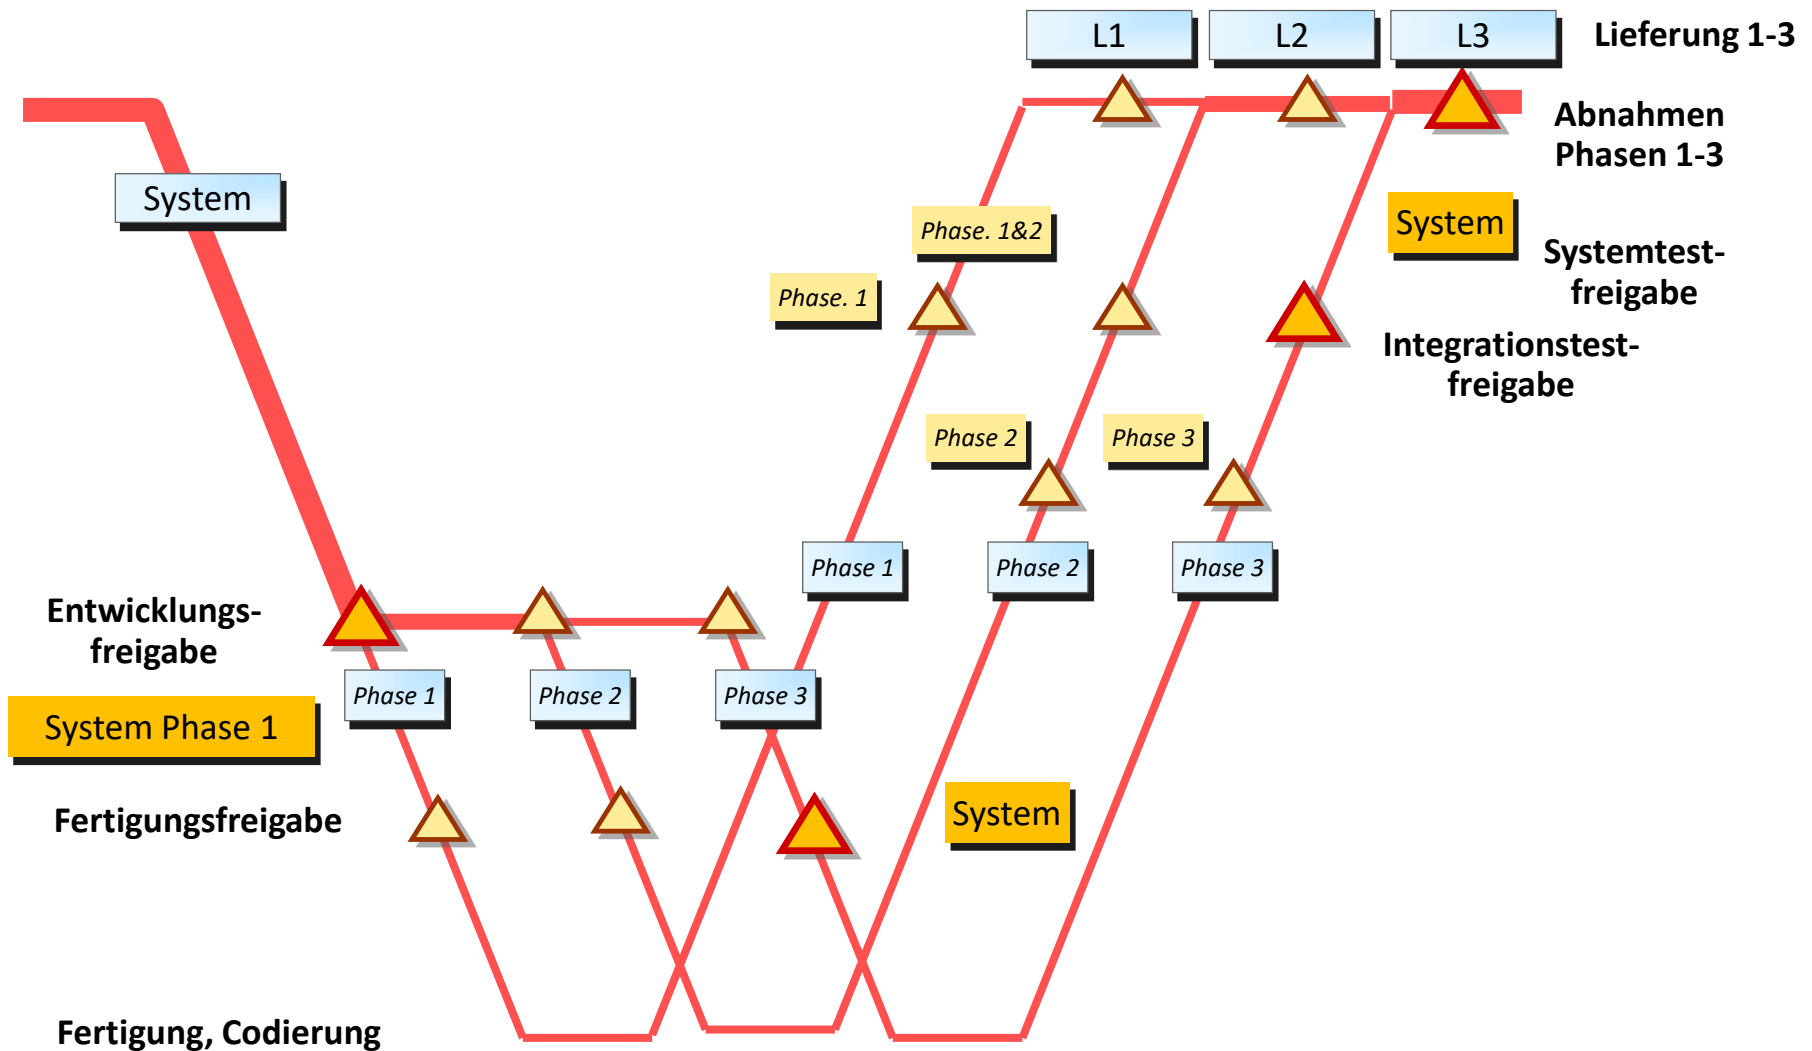 L1
L2
L3
Lieferung 1-3
Abnahmen
Phasen 1-3
System
Phase. 1&2
System
Systemtest-
freigabe
Phase. 1
Integrationstest-
freigabe
Phase 2
Phase 3
Phase 1
Phase 2
Phase 3
Entwicklungs-
freigabe
Phase 1
Phase 2
Phase 3
System Phase 1
System
Fertigungsfreigabe
Fertigung, Codierung